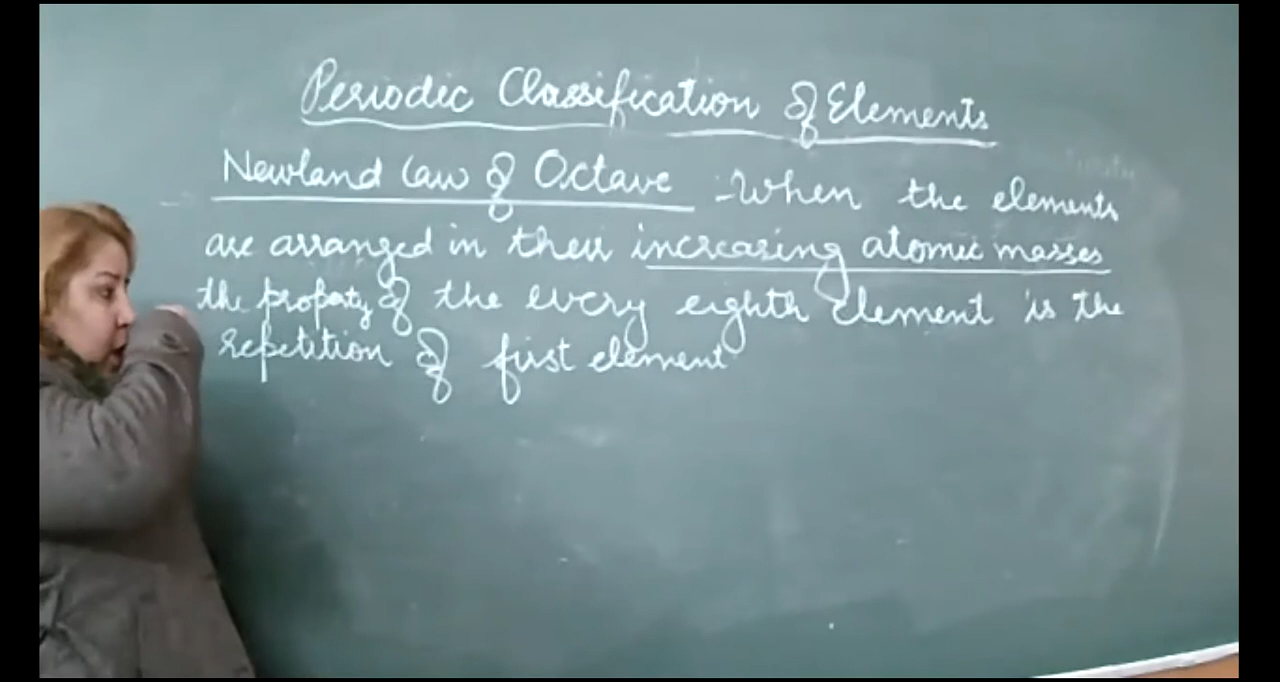 Periodic Classification of Elements
Newland Law of Octave :- When the elements
are arranged in their increasing atomic masses
the property of the every eighth element is the
repetition of first element